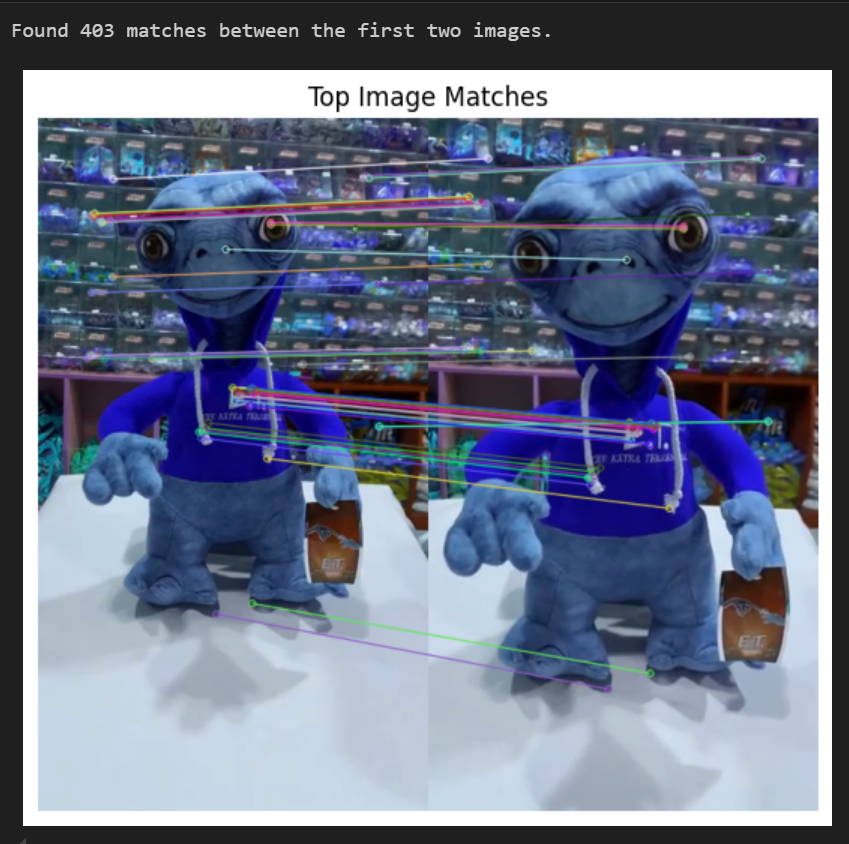 Found 403 matches between the first two images.
Top Image Matches
E.T.
E.T.